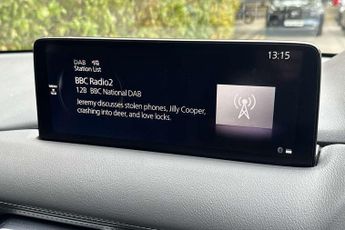 DAB
13:15
Station List
BBC Radio2
12B BBC National DAB
Jeremy discusses stolen phones, Jilly Cooper,
crashing into deer, and love locks.